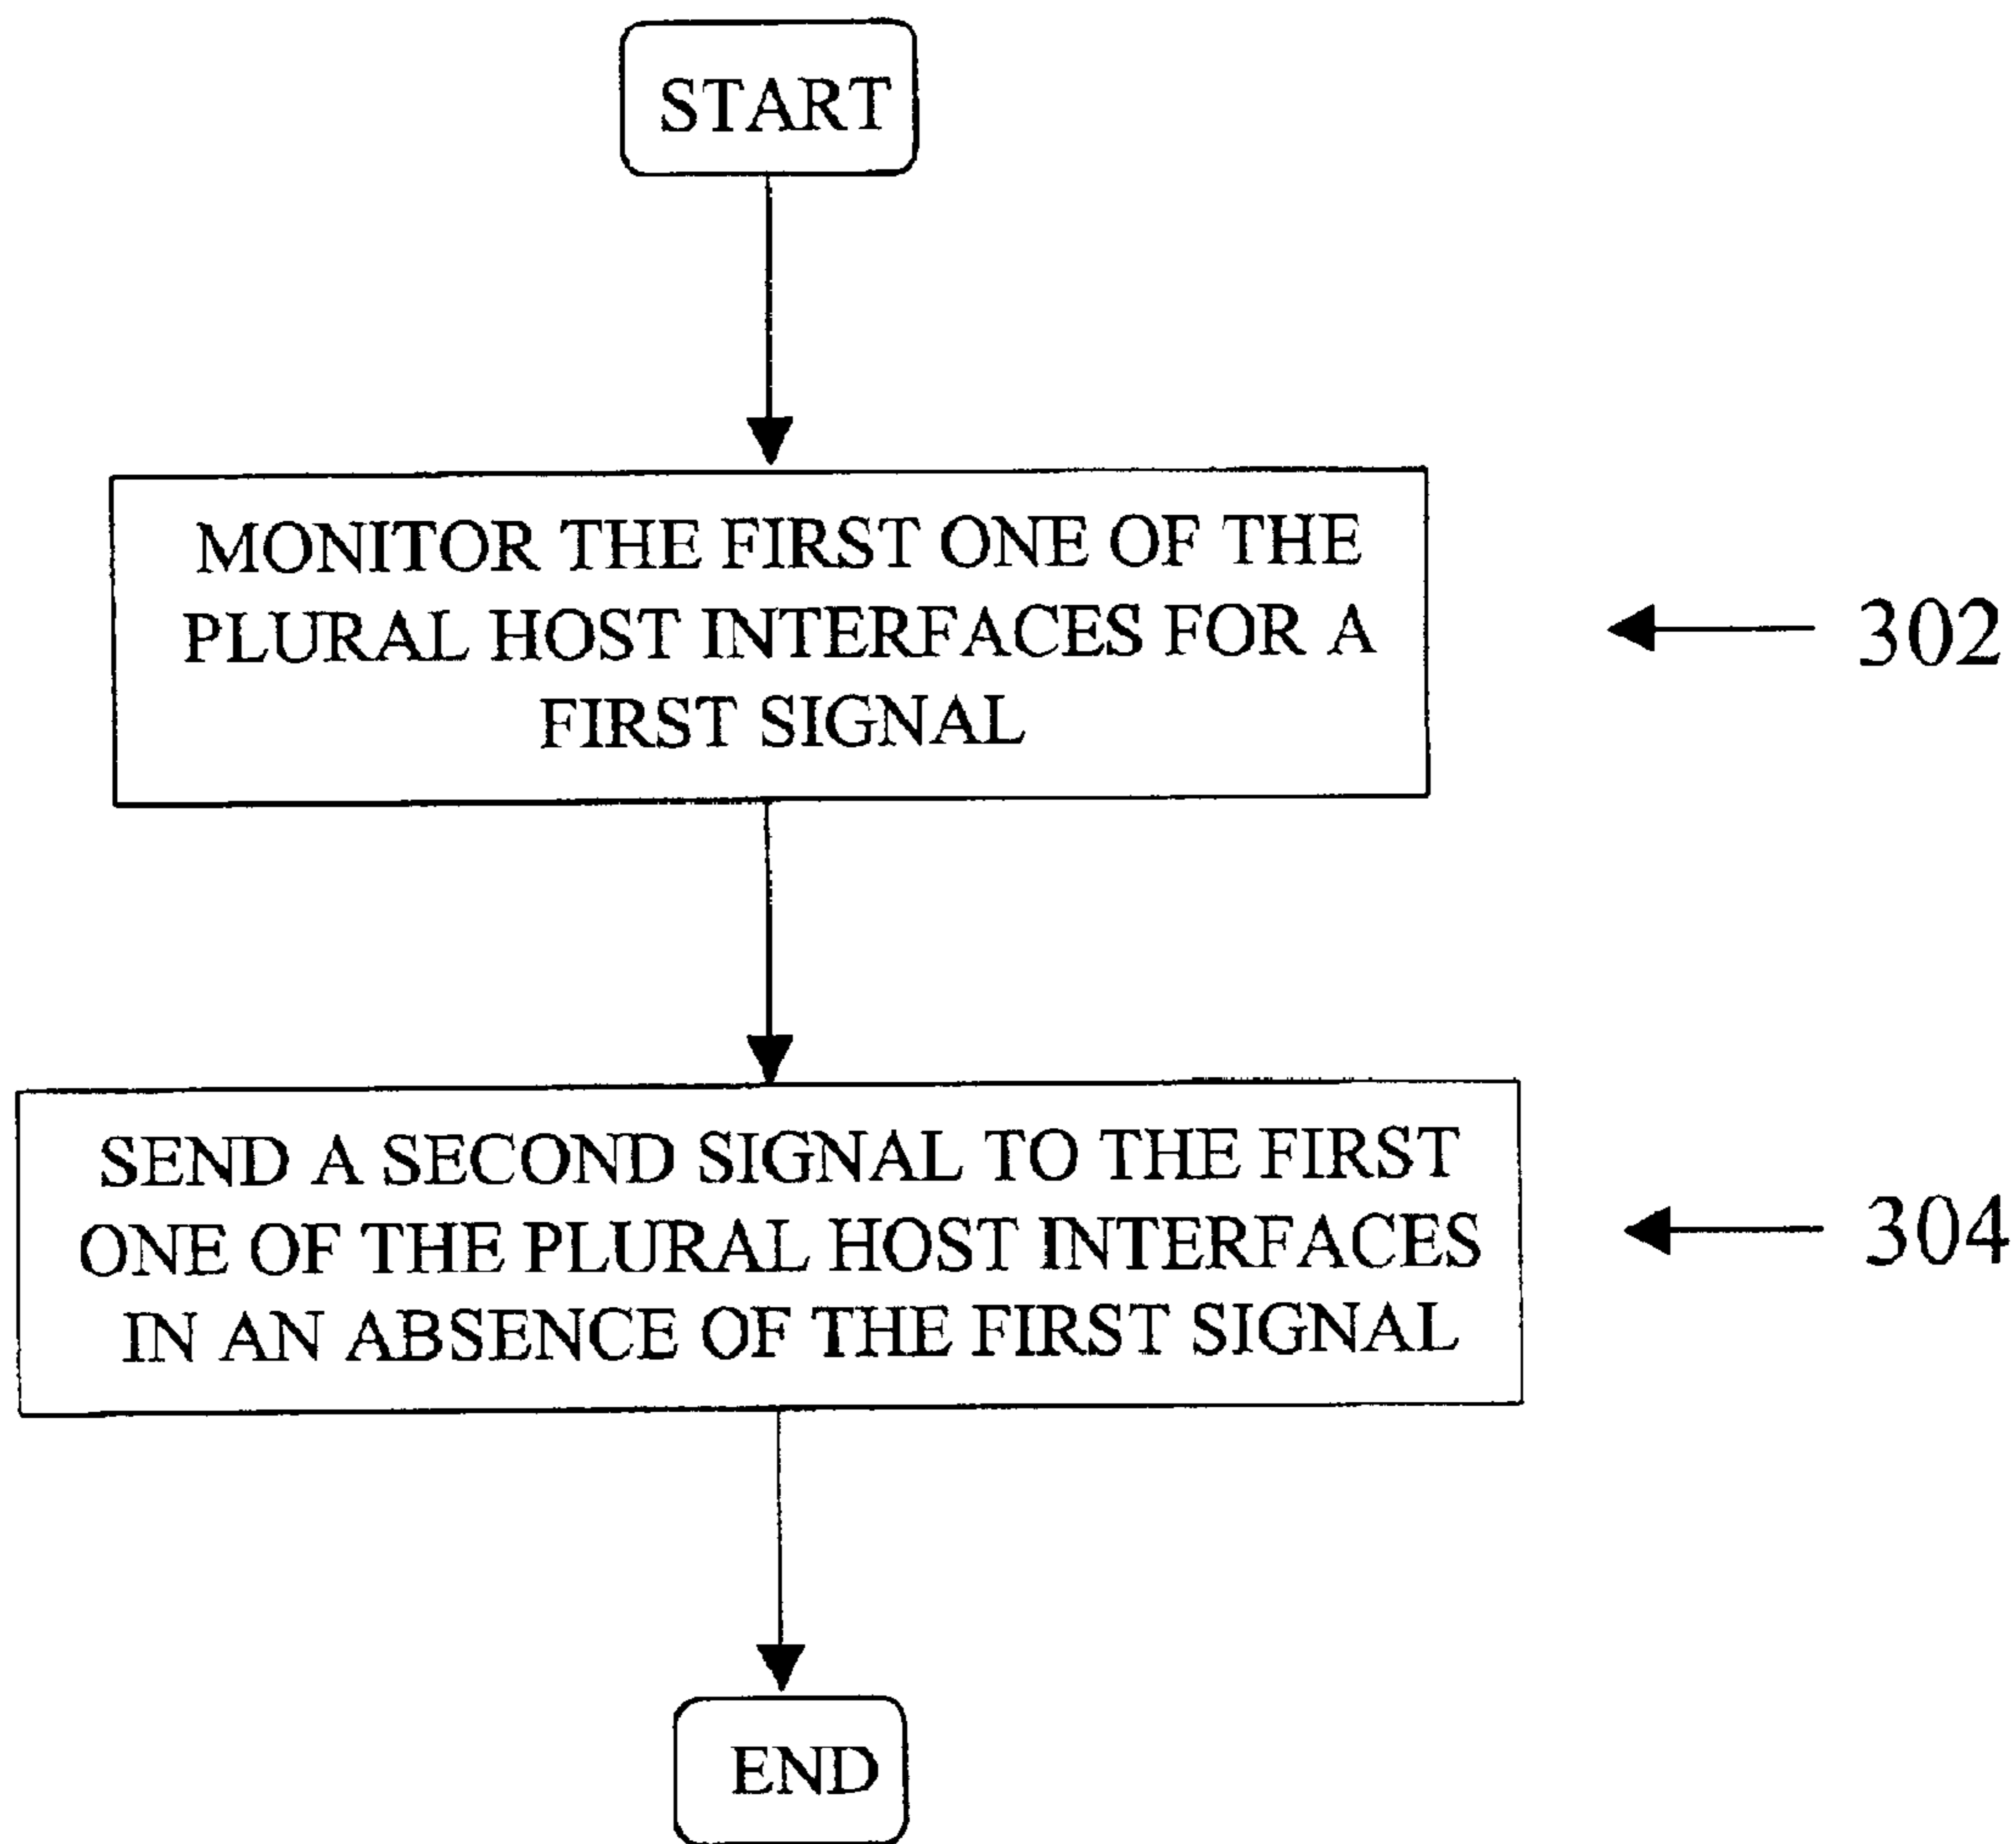 START
MONITOR THE FIRST ONE OF THE
PLURAL HOST INTERFACES FOR A
FIRST SIGNAL
302
SEND A SECOND SIGNAL TO THE FIRST
ONE OF THE PLURAL HOST INTERFACES
IN AN ABSENCE OF THE FIRST SIGNAL
304
END